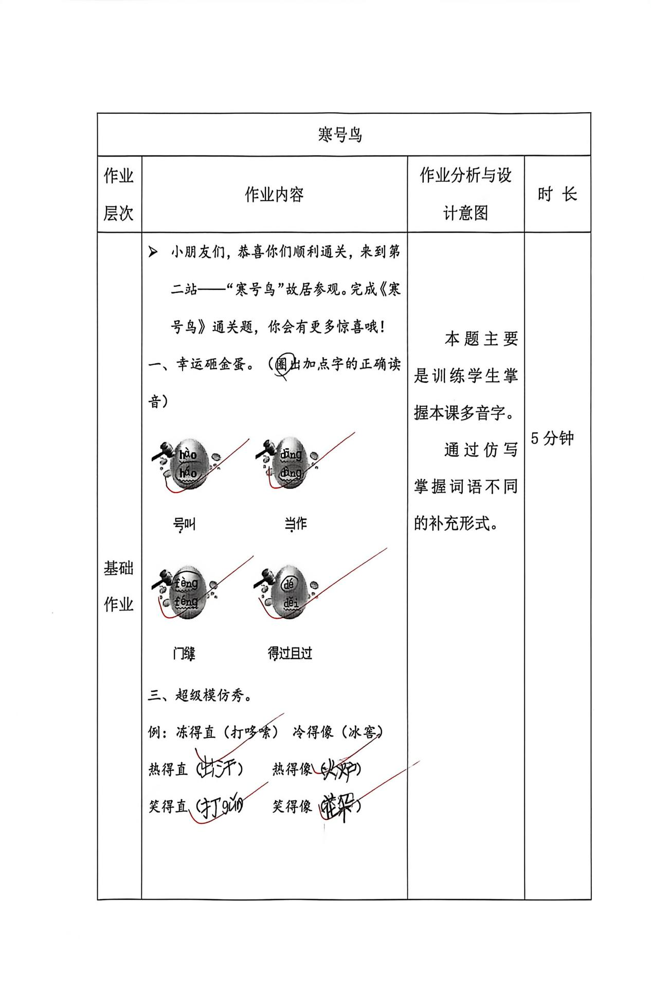 寒号鸟
作业
层次
作业内容
作业分析与设
计意图
时 长
基础
作业
➢ 小朋友们，恭喜你们顺利通关，来到第
二站——“寒号鸟”故居参观。完成《寒
号鸟》通关题，你会有更多惊喜哦！
一、幸运砸金蛋。（圈出加点字的正确读
音）
hào dāng
háo dàng
号叫 当作
fèng dé
féng děi
门缝 得过且过
三、超级模仿秀。
例：冻得直（打哆嗦） 冷得像（冰窖）
热得直（出汗） 热得像（火炉）
笑得直（打gǔn） 笑得像（花朵）
本题主要
是训练学生掌
握本课多音字。
通过仿写
掌握词语不同
的补充形式。
5 分钟